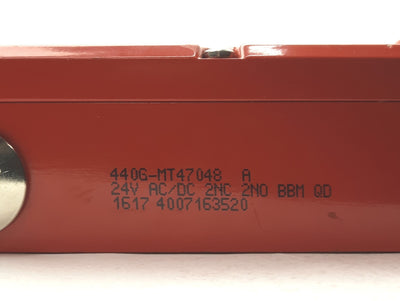 440G-MT47048 A
24V AC/DC 2NC 2NO BBM QD
1617 4007163520